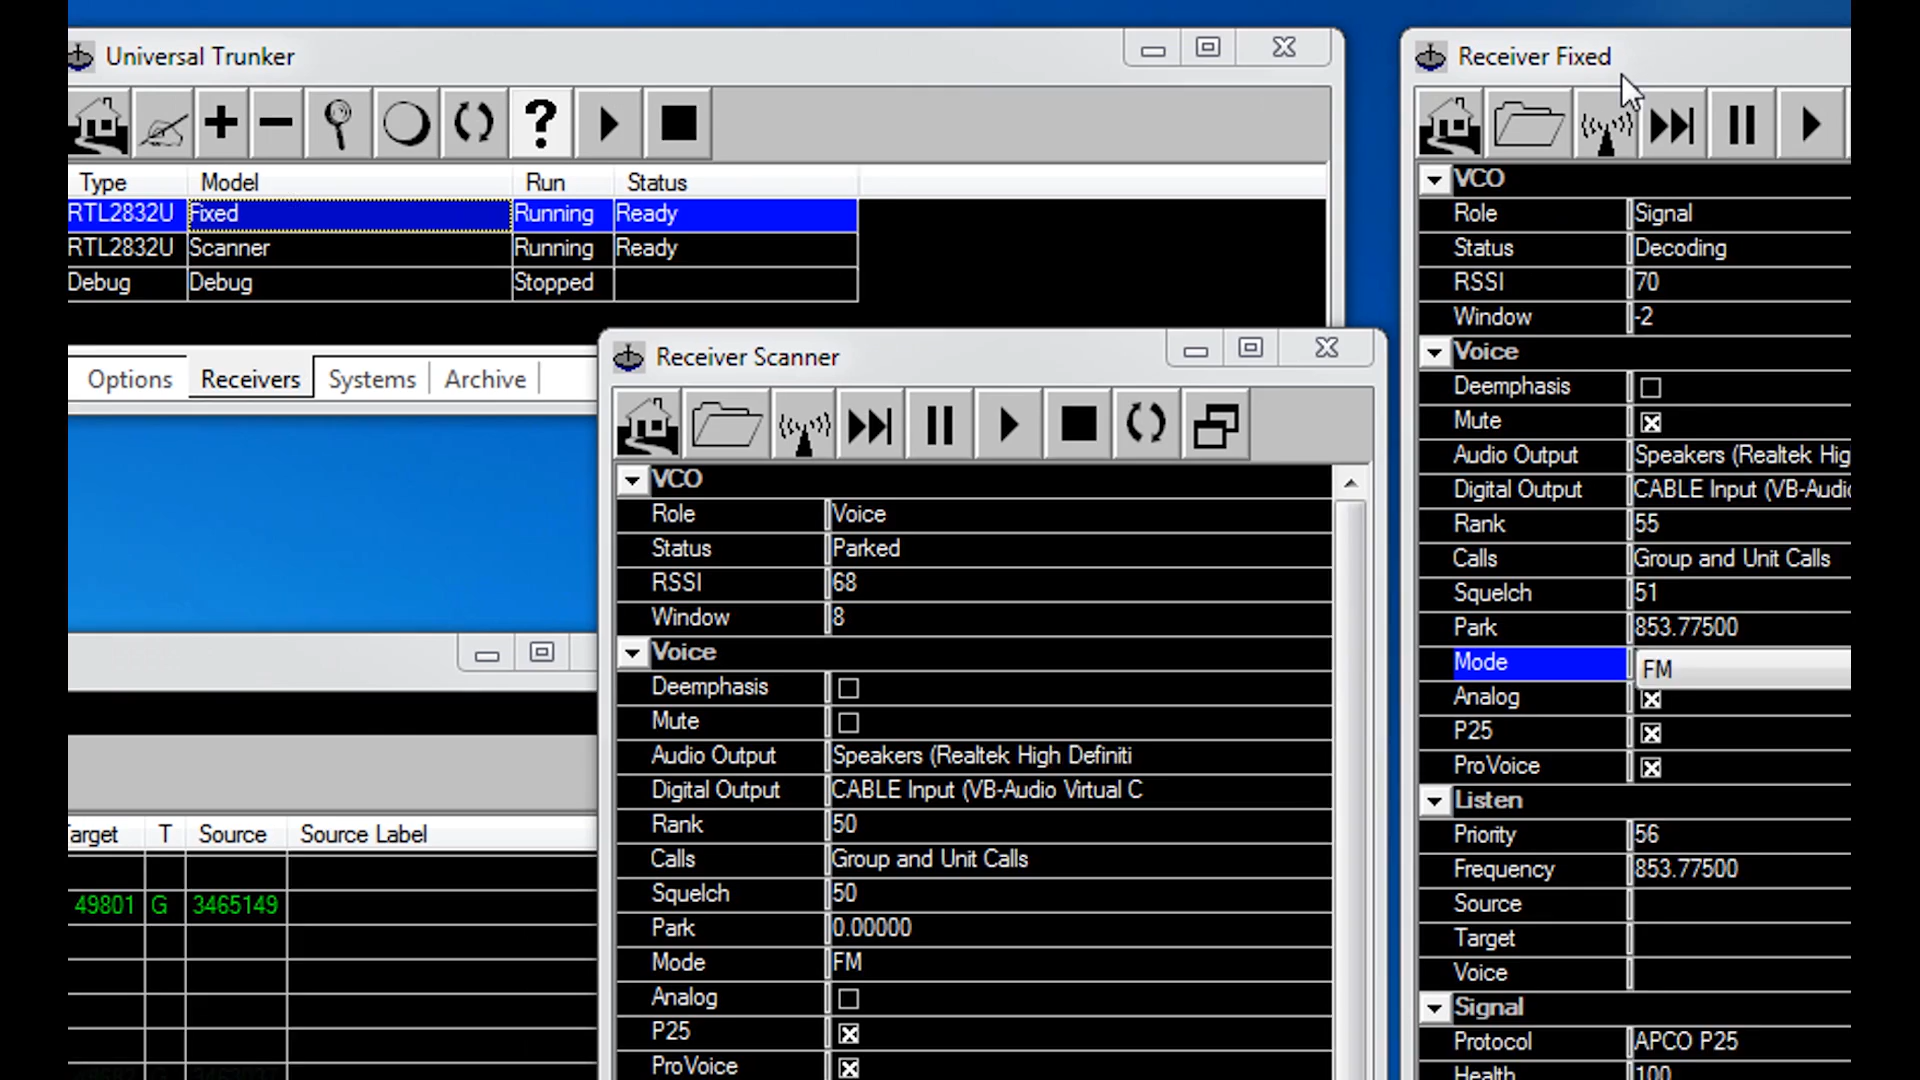 Universal Trunker
?
Type Model Run Status
RTL2832U Fixed Running Ready
RTL2832U Scanner Running Ready
Debug Debug Stopped
Options Receivers Systems Archive
arget T Source Source Label
49801 G 3465149
Receiver Scanner
VCO
Role Voice
Status Parked
RSSI 68
Window 8
Voice
Deemphasis
Mute
Audio Output Speakers (Realtek High Definiti
Digital Output CABLE Input (VB-Audio Virtual C
Rank 50
Calls Group and Unit Calls
Squelch 50
Park 0.00000
Mode FM
Analog
P25
ProVoice
Receiver Fixed
VCO
Role Signal
Status Decoding
RSSI 70
Window -2
Voice
Deemphasis
Mute
Audio Output Speakers (Realtek Hig
Digital Output CABLE Input (VB-Audio
Rank 55
Calls Group and Unit Calls
Squelch 51
Park 853.77500
Mode FM
Analog
P25
ProVoice
Listen
Priority 56
Frequency 853.77500
Source
Target
Voice
Signal
Protocol APCO P25
Health 100